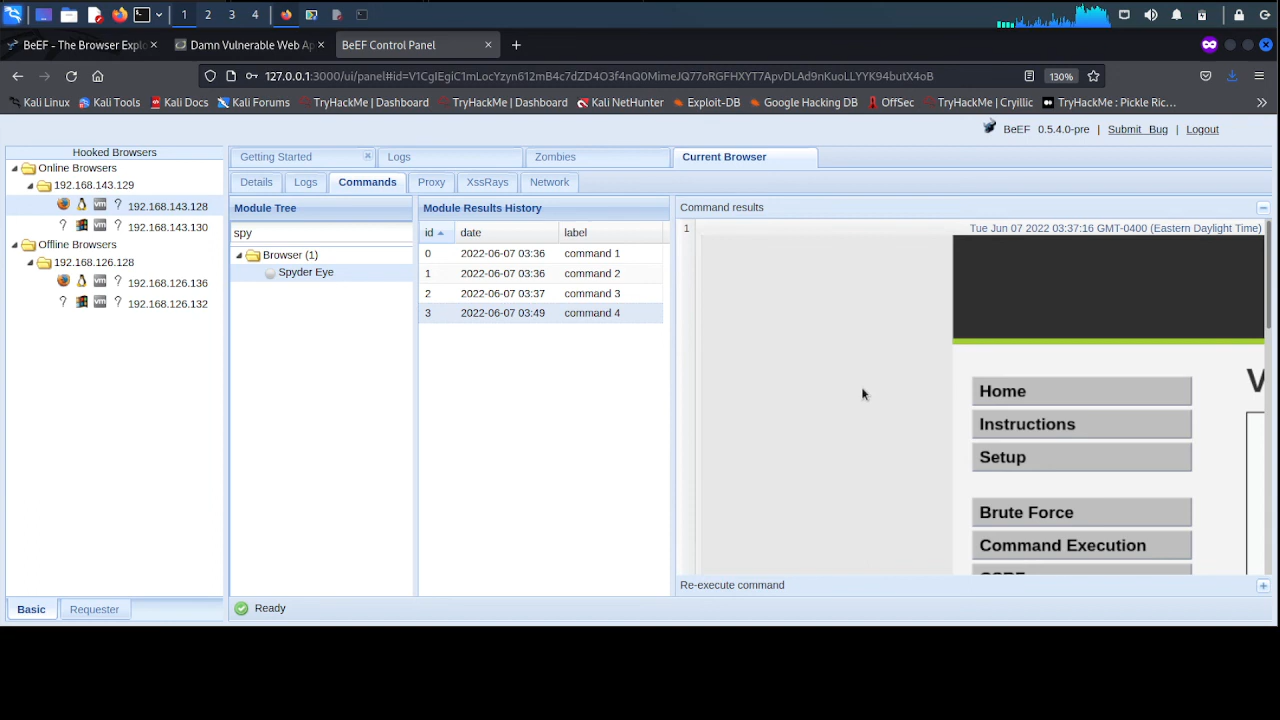 1 2 3 4
BeEF - The Browser Explo
Damn Vulnerable Web Ap
BeEF Control Panel
127.0.0.1:3000/ui/panel#id=V1CgIEgiC1mLocYzyn612mB4c7dZD4O3f4nQ0MimeJQ77oRGFHXYT7ApvDLAd9nKuoLLYYK94butX4oB
130%
Kali Linux
Kali Tools
Kali Docs
Kali Forums
TryHackMe | Dashboard
TryHackMe | Dashboard
Kali NetHunter
Exploit-DB
Google Hacking DB
OffSec
TryHackMe | Cryillic
TryHackMe : Pickle Ric…
BeEF 0.5.4.0-pre | Submit Bug | Logout
Hooked Browsers
Online Browsers
192.168.143.129
? 192.168.143.128
? ? 192.168.143.130
Offline Browsers
192.168.126.128
? 192.168.126.136
? ? 192.168.126.132
Basic
Requester
Getting Started
Logs
Zombies
Current Browser
Details
Logs
Commands
Proxy
XssRays
Network
Module Tree
spy
Browser (1)
Spyder Eye
Module Results History
id date label
0 2022-06-07 03:36 command 1
1 2022-06-07 03:36 command 2
2 2022-06-07 03:37 command 3
3 2022-06-07 03:49 command 4
Command results
1
Tue Jun 07 2022 03:37:16 GMT-0400 (Eastern Daylight Time)
Home
Instructions
Setup
Brute Force
Command Execution
Re-execute command
Ready